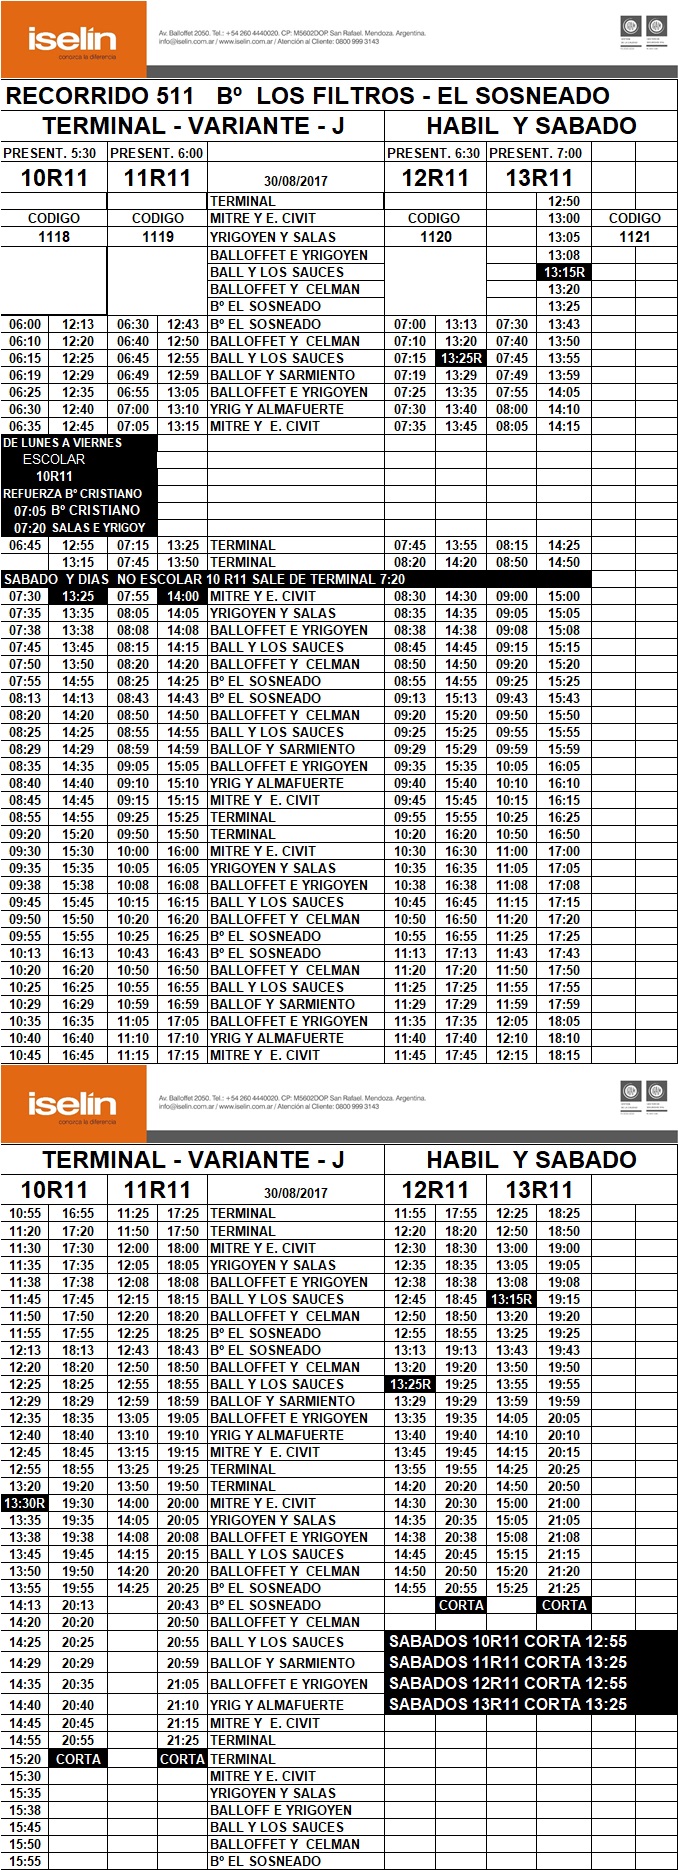 iselin
conozca la diferencia
Av. Balloffet 2050. Tel.: +54 260 4440020. CP: M5602DOP. San Rafael. Mendoza. Argentina.
info@iselin.com.ar / www.iselin.com.ar / Atención al Cliente: 0800 999 3143
RECORRIDO 511 Bº LOS FILTROS - EL SOSNEADO
TERMINAL - VARIANTE - J HABIL Y SABADO
PRESENT. 5:30 PRESENT. 6:00 PRESENT. 6:30 PRESENT. 7:00
10R11 11R11 30/08/2017 12R11 13R11
TERMINAL 12:50
CODIGO CODIGO MITRE Y E. CIVIT CODIGO 13:00 CODIGO
1118 1119 YRIGOYEN Y SALAS 1120 13:05 1121
BALLOFFET E YRIGOYEN 13:08
BALL Y LOS SAUCES 13:15R
BALLOFFET Y CELMAN 13:20
Bº EL SOSNEADO 13:25
06:00 12:13 06:30 12:43 Bº EL SOSNEADO 07:00 13:13 07:30 13:43
06:10 12:20 06:40 12:50 BALLOFFET Y CELMAN 07:10 13:20 07:40 13:50
06:15 12:25 06:45 12:55 BALL Y LOS SAUCES 07:15 13:25R 07:45 13:55
06:19 12:29 06:49 12:59 BALLOF Y SARMIENTO 07:19 13:29 07:49 13:59
06:25 12:35 06:55 13:05 BALLOFFET E YRIGOYEN 07:25 13:35 07:55 14:05
06:30 12:40 07:00 13:10 YRIG Y ALMAFUERTE 07:30 13:40 08:00 14:10
06:35 12:45 07:05 13:15 MITRE Y E. CIVIT 07:35 13:45 08:05 14:15
DE LUNES A VIERNES
ESCOLAR
10R11
REFUERZA Bº CRISTIANO
07:05 Bº CRISTIANO
07:20 SALAS E YRIGOY
06:45 12:55 07:15 13:25 TERMINAL 07:45 13:55 08:15 14:25
13:15 07:45 13:50 TERMINAL 08:20 14:20 08:50 14:50
SABADO Y DIAS NO ESCOLAR 10 R11 SALE DE TERMINAL 7:20
07:30 13:25 07:55 14:00 MITRE Y E. CIVIT 08:30 14:30 09:00 15:00
07:35 13:35 08:05 14:05 YRIGOYEN Y SALAS 08:35 14:35 09:05 15:05
07:38 13:38 08:08 14:08 BALLOFFET E YRIGOYEN 08:38 14:38 09:08 15:08
07:45 13:45 08:15 14:15 BALL Y LOS SAUCES 08:45 14:45 09:15 15:15
07:50 13:50 08:20 14:20 BALLOFFET Y CELMAN 08:50 14:50 09:20 15:20
07:55 14:55 08:25 14:25 Bº EL SOSNEADO 08:55 14:55 09:25 15:25
08:13 14:13 08:43 14:43 Bº EL SOSNEADO 09:13 15:13 09:43 15:43
08:20 14:20 08:50 14:50 BALLOFFET Y CELMAN 09:20 15:20 09:50 15:50
08:25 14:25 08:55 14:55 BALL Y LOS SAUCES 09:25 15:25 09:55 15:55
08:29 14:29 08:59 14:59 BALLOF Y SARMIENTO 09:29 15:29 09:59 15:59
08:35 14:35 09:05 15:05 BALLOFFET E YRIGOYEN 09:35 15:35 10:05 16:05
08:40 14:40 09:10 15:10 YRIG Y ALMAFUERTE 09:40 15:40 10:10 16:10
08:45 14:45 09:15 15:15 MITRE Y E. CIVIT 09:45 15:45 10:15 16:15
08:55 14:55 09:25 15:25 TERMINAL 09:55 15:55 10:25 16:25
09:20 15:20 09:50 15:50 TERMINAL 10:20 16:20 10:50 16:50
09:30 15:30 10:00 16:00 MITRE Y E. CIVIT 10:30 16:30 11:00 17:00
09:35 15:35 10:05 16:05 YRIGOYEN Y SALAS 10:35 16:35 11:05 17:05
09:38 15:38 10:08 16:08 BALLOFFET E YRIGOYEN 10:38 16:38 11:08 17:08
09:45 15:45 10:15 16:15 BALL Y LOS SAUCES 10:45 16:45 11:15 17:15
09:50 15:50 10:20 16:20 BALLOFFET Y CELMAN 10:50 16:50 11:20 17:20
09:55 15:55 10:25 16:25 Bº EL SOSNEADO 10:55 16:55 11:25 17:25
10:13 16:13 10:43 16:43 Bº EL SOSNEADO 11:13 17:13 11:43 17:43
10:20 16:20 10:50 16:50 BALLOFFET Y CELMAN 11:20 17:20 11:50 17:50
10:25 16:25 10:55 16:55 BALL Y LOS SAUCES 11:25 17:25 11:55 17:55
10:29 16:29 10:59 16:59 BALLOF Y SARMIENTO 11:29 17:29 11:59 17:59
10:35 16:35 11:05 17:05 BALLOFFET E YRIGOYEN 11:35 17:35 12:05 18:05
10:40 16:40 11:10 17:10 YRIG Y ALMAFUERTE 11:40 17:40 12:10 18:10
10:45 16:45 11:15 17:15 MITRE Y E. CIVIT 11:45 17:45 12:15 18:15
iselin
conozca la diferencia
Av. Balloffet 2050. Tel.: +54 260 4440020. CP: M5602DOP. San Rafael. Mendoza. Argentina.
info@iselin.com.ar / www.iselin.com.ar / Atención al Cliente: 0800 999 3143
TERMINAL - VARIANTE - J HABIL Y SABADO
10R11 11R11 30/08/2017 12R11 13R11
10:55 16:55 11:25 17:25 TERMINAL 11:55 17:55 12:25 18:25
11:20 17:20 11:50 17:50 TERMINAL 12:20 18:20 12:50 18:50
11:30 17:30 12:00 18:00 MITRE Y E. CIVIT 12:30 18:30 13:00 19:00
11:35 17:35 12:05 18:05 YRIGOYEN Y SALAS 12:35 18:35 13:05 19:05
11:38 17:38 12:08 18:08 BALLOFFET E YRIGOYEN 12:38 18:38 13:08 19:08
11:45 17:45 12:15 18:15 BALL Y LOS SAUCES 12:45 18:45 13:15R 19:15
11:50 17:50 12:20 18:20 BALLOFFET Y CELMAN 12:50 18:50 13:20 19:20
11:55 17:55 12:25 18:25 Bº EL SOSNEADO 12:55 18:55 13:25 19:25
12:13 18:13 12:43 18:43 Bº EL SOSNEADO 13:13 19:13 13:43 19:43
12:20 18:20 12:50 18:50 BALLOFFET Y CELMAN 13:20 19:20 13:50 19:50
12:25 18:25 12:55 18:55 BALL Y LOS SAUCES 13:25R 19:25 13:55 19:55
12:29 18:29 12:59 18:59 BALLOF Y SARMIENTO 13:29 19:29 13:59 19:59
12:35 18:35 13:05 19:05 BALLOFFET E YRIGOYEN 13:35 19:35 14:05 20:05
12:40 18:40 13:10 19:10 YRIG Y ALMAFUERTE 13:40 19:40 14:10 20:10
12:45 18:45 13:15 19:15 MITRE Y E. CIVIT 13:45 19:45 14:15 20:15
12:55 18:55 13:25 19:25 TERMINAL 13:55 19:55 14:25 20:25
13:20 19:20 13:50 19:50 TERMINAL 14:20 20:20 14:50 20:50
13:30R 19:30 14:00 20:00 MITRE Y E. CIVIT 14:30 20:30 15:00 21:00
13:35 19:35 14:05 20:05 YRIGOYEN Y SALAS 14:35 20:35 15:05 21:05
13:38 19:38 14:08 20:08 BALLOFFET E YRIGOYEN 14:38 20:38 15:08 21:08
13:45 19:45 14:15 20:15 BALL Y LOS SAUCES 14:45 20:45 15:15 21:15
13:50 19:50 14:20 20:20 BALLOFFET Y CELMAN 14:50 20:50 15:20 21:20
13:55 19:55 14:25 20:25 Bº EL SOSNEADO 14:55 20:55 15:25 21:25
14:13 20:13 20:43 Bº EL SOSNEADO CORTA CORTA
14:20 20:20 20:50 BALLOFFET Y CELMAN
14:25 20:25 20:55 BALL Y LOS SAUCES SABADOS 10R11 CORTA 12:55
14:29 20:29 20:59 BALLOF Y SARMIENTO SABADOS 11R11 CORTA 13:25
14:35 20:35 21:05 BALLOFFET E YRIGOYEN SABADOS 12R11 CORTA 12:55
14:40 20:40 21:10 YRIG Y ALMAFUERTE SABADOS 13R11 CORTA 13:25
14:45 20:45 21:15 MITRE Y E. CIVIT
14:55 20:55 21:25 TERMINAL
15:20 CORTA CORTA TERMINAL
15:30 MITRE Y E. CIVIT
15:35 YRIGOYEN Y SALAS
15:38 BALLOFF E YRIGOYEN
15:45 BALL Y LOS SAUCES
15:50 BALLOFFET Y CELMAN
15:55 Bº EL SOSNEADO